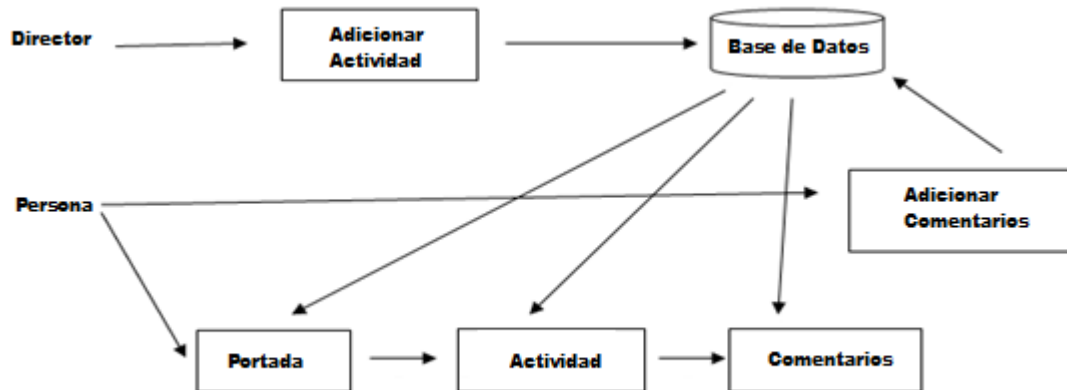 Director
Adicionar
Actividad
Base de Datos
Persona
Adicionar
Comentarios
Portada
Actividad
Comentarios